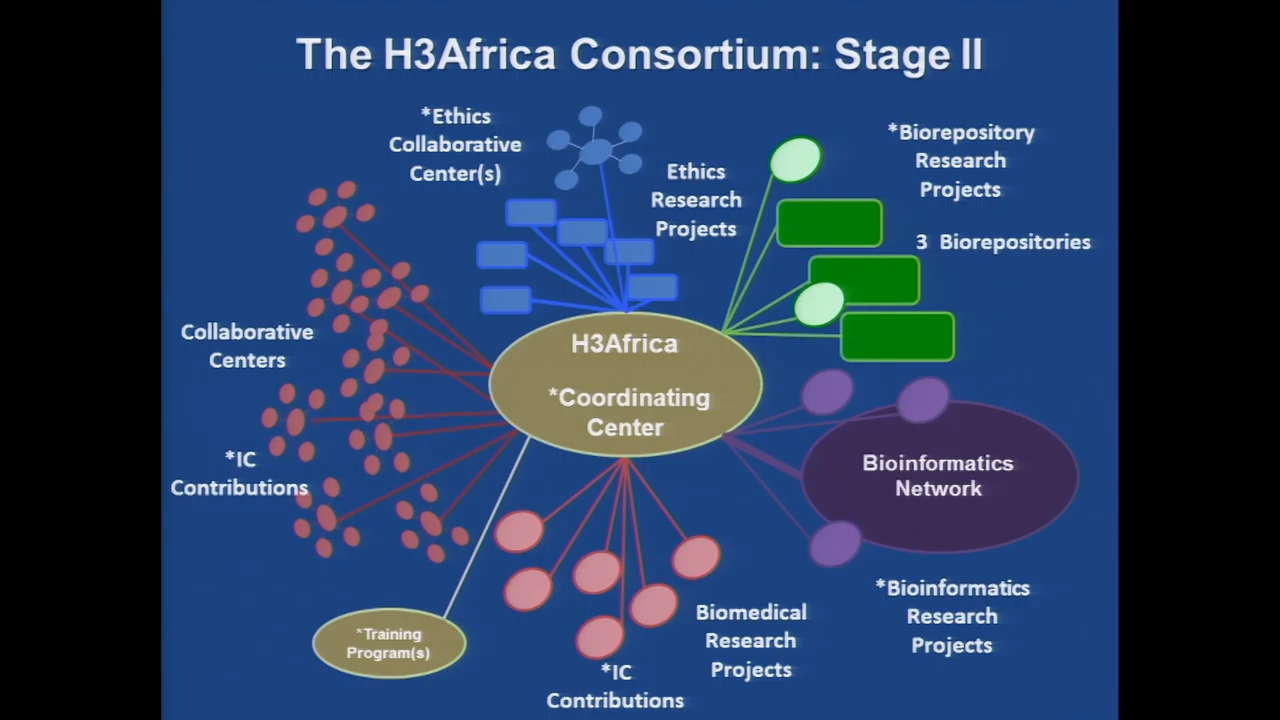 The H3Africa Consortium: Stage II
*Ethics
Collaborative
Center(s)
Ethics
Research
Projects
*Biorepository
Research
Projects
3 Biorepositories
Collaborative
Centers
H3Africa
*Coordinating
Center
*IC
Contributions
Bioinformatics
Network
*Bioinformatics
Research
Projects
*Training
Program(s)
Biomedical
Research
Projects
*IC
Contributions